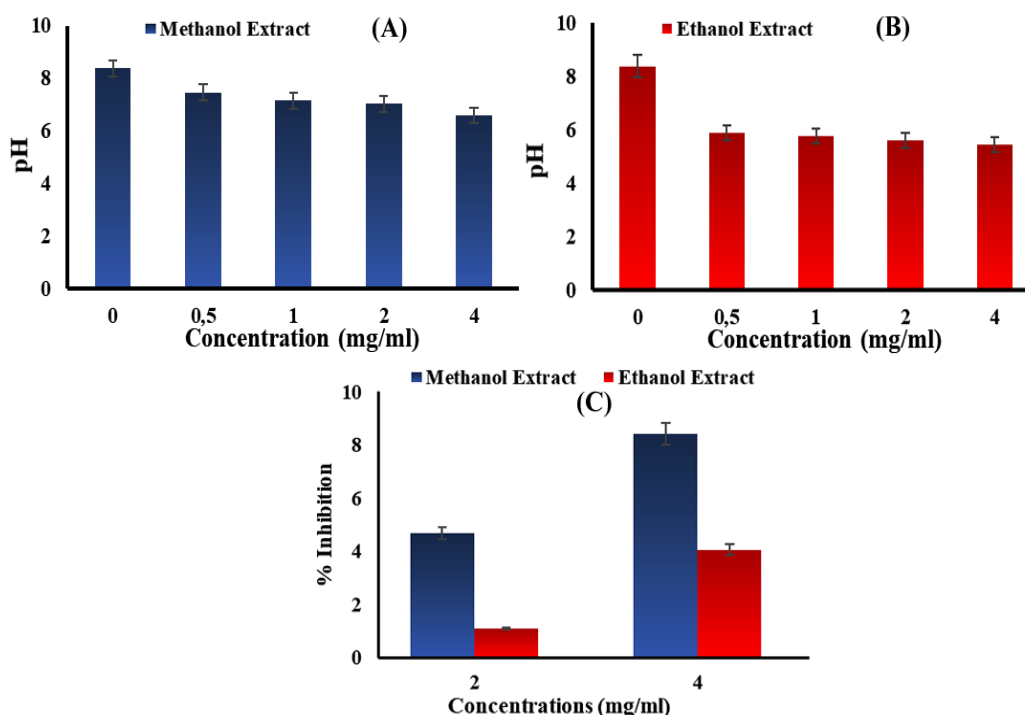 Methanol Extract (A)
pH
10
8
6
4
2
0
0 0,5 1 2 4
Concentration (mg/ml)
Ethanol Extract (B)
pH
10
8
6
4
2
0
0 0,5 1 2 4
Concentration (mg/ml)
Methanol Extract Ethanol Extract
(C)
% Inhibition
10
8
6
4
2
0
2 4
Concentrations (mg/ml)